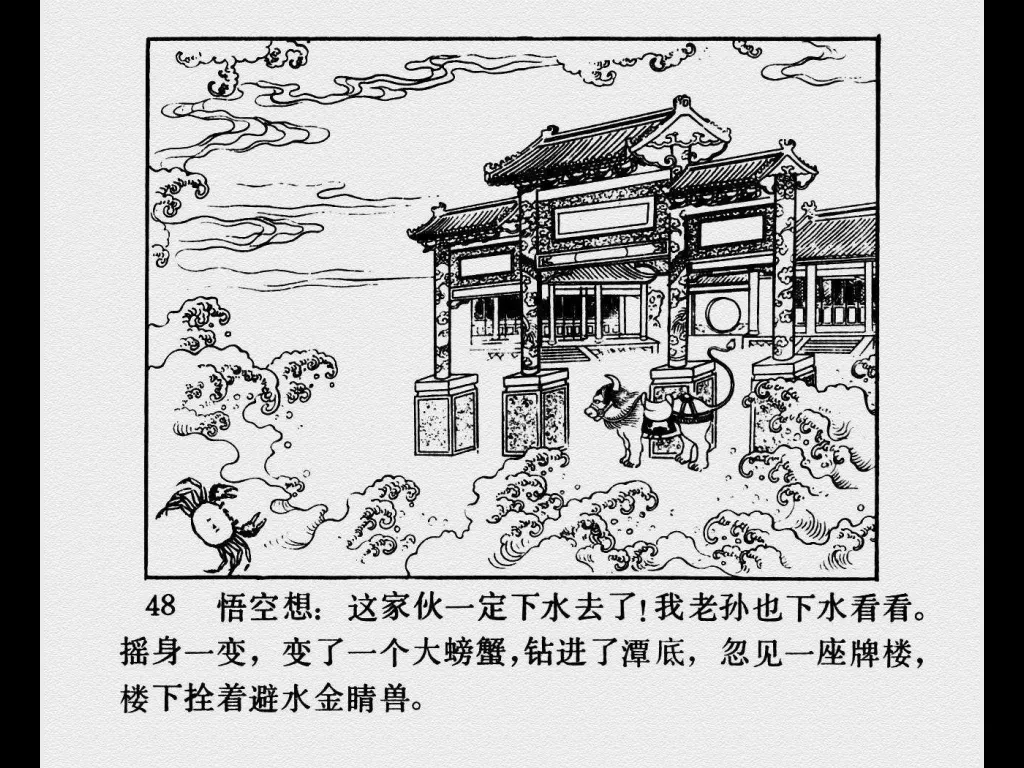 48 悟空想：这家伙一定下水去了！我老孙也下水看看。
摇身一变，变了一个大螃蟹，钻进了潭底，忽见一座牌楼，
楼下拴着避水金睛兽。